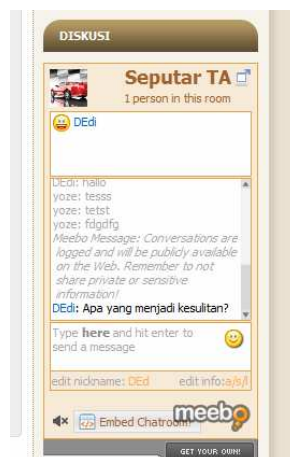 DISKUSI
Seputar TA
1 person in this room
DEdi
DEdi: hallo
yoze: tesss
yoze: tetst
yoze: fdgdfg
Meebo Message: Conversations are
logged and will be publicly available
on the Web. Remember to not
share private or sensitive
information!
DEdi: Apa yang menjadi kesulitan?
Type here and hit enter to
send a message
edit nickname: DEd
edit info:a/s/l
Embed Chatroom
meebo
GET YOUR OWN!